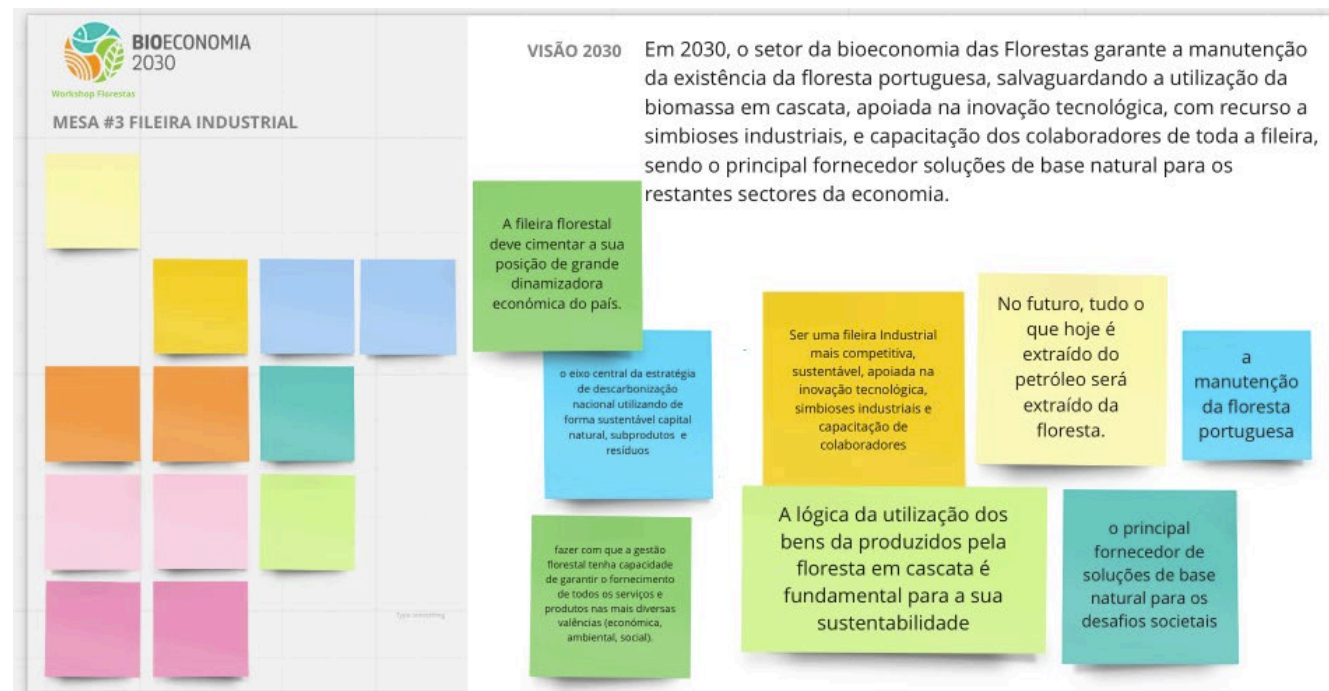 BIOECONOMIA
2030
Workshop Florestas
MESA #3 FILEIRA INDUSTRIAL
Type something
VISÃO 2030
Em 2030, o setor da bioeconomia das Florestas garante a manutenção
da existência da floresta portuguesa, salvaguardando a utilização da
biomassa em cascata, apoiada na inovação tecnológica, com recurso a
simbioses industriais, e capacitação dos colaboradores de toda a fileira,
sendo o principal fornecedor soluções de base natural para os
restantes sectores da economia.
A fileira florestal
deve cimentar a sua
posição de grande
dinamizadora
económica do país.
o eixo central da estratégia
de descarbonização
nacional utilizando de
forma sustentável capital
natural, subprodutos e
resíduos
Ser uma fileira Industrial
mais competitiva,
sustentável, apoiada na
inovação tecnológica,
simbioses industriais e
capacitação de
colaboradores
No futuro, tudo o
que hoje é
extraído do
petróleo será
extraído da
floresta.
a
manutenção
da floresta
portuguesa
fazer com que a gestão
florestal tenha capacidade
de garantir o fornecimento
de todos os serviços e
produtos nas mais diversas
valências (económica,
ambiental, social).
A lógica da utilização dos
bens da produzidos pela
floresta em cascata é
fundamental para a sua
sustentabilidade
o principal
fornecedor de
soluções de base
natural para os
desafios societais